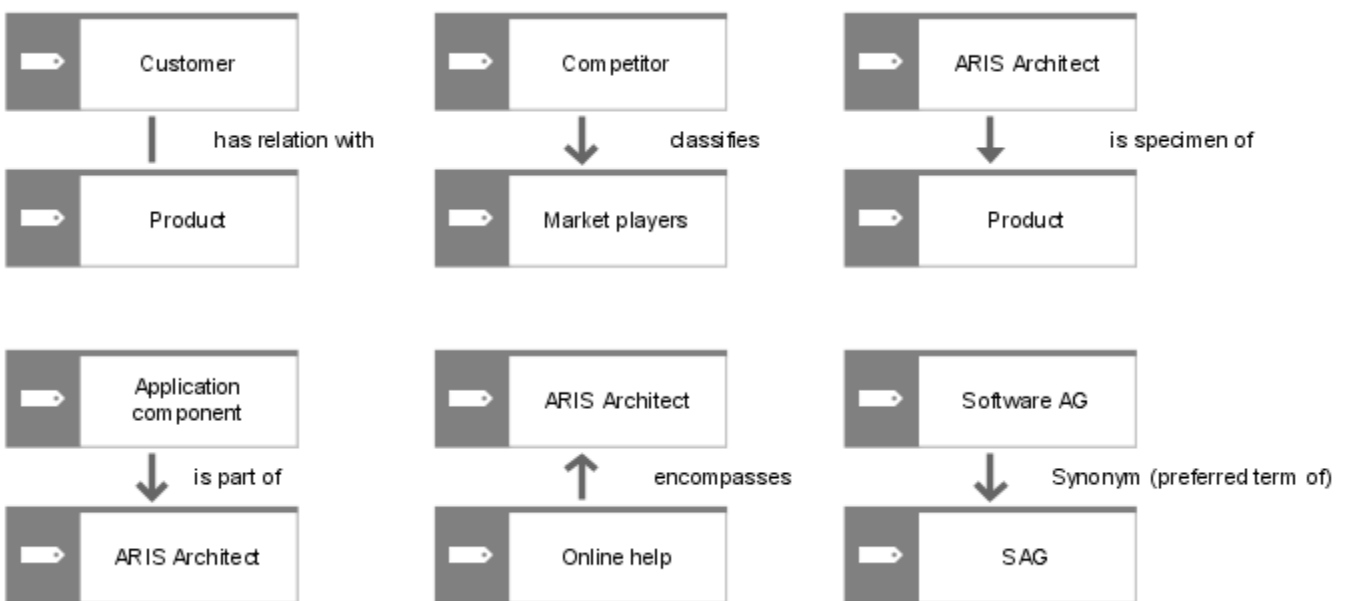 Customer
Competitor
ARIS Architect
has relation with
classifies
is specimen of
Product
Market players
Product
Application
component
ARIS Architect
Software AG
is part of
encompasses
Synonym (preferred term of)
ARIS Architect
Online help
SAG